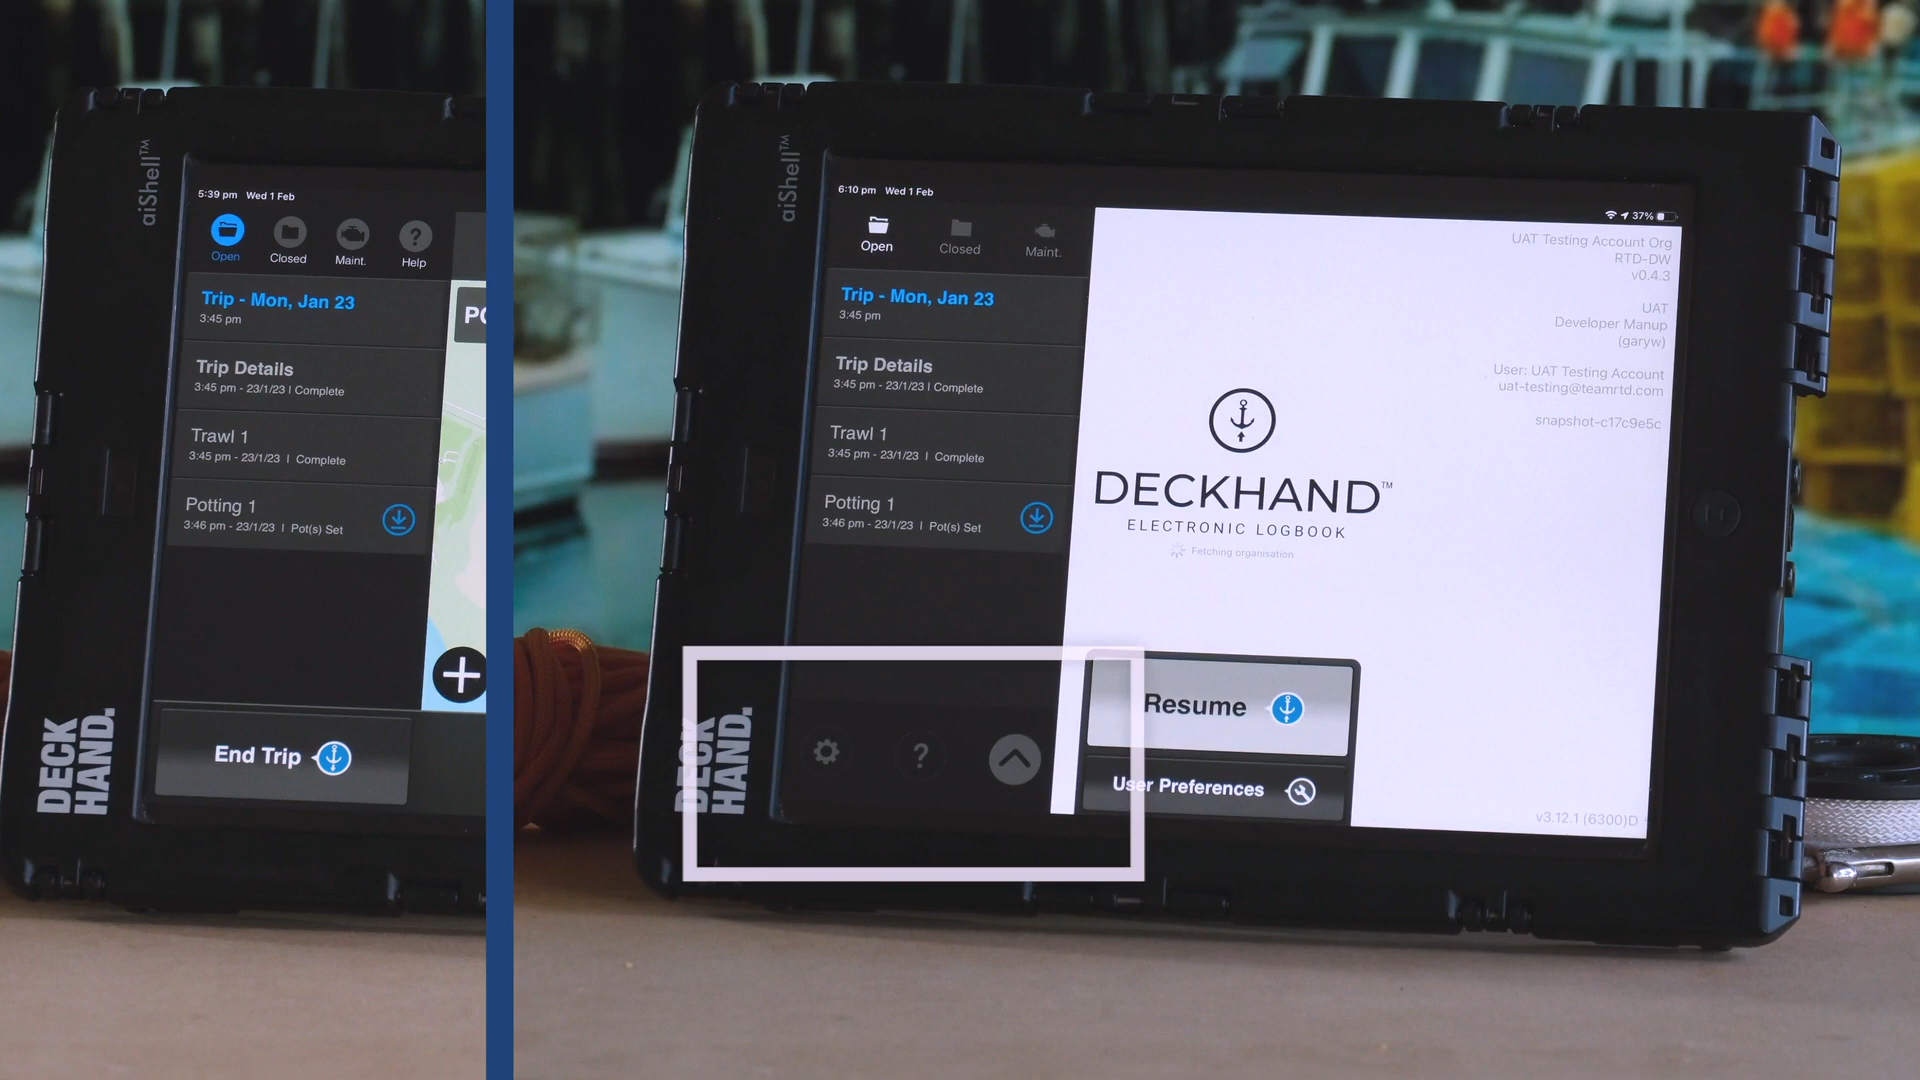 aiShell™
5:39 pm Wed 1 Feb
Open
Closed
Maint.
?
Help
Trip - Mon, Jan 23
3:45 pm
Trip Details
3:45 pm - 23/1/23 | Complete
Trawl 1
3:45 pm - 23/1/23 | Complete
Potting 1
3:46 pm - 23/1/23 | Pot(s) Set
End Trip
DECK
HAND.
aiShell™
6:10 pm Wed 1 Feb
37%
Open
Closed
Maint.
Trip - Mon, Jan 23
3:45 pm
Trip Details
3:45 pm - 23/1/23 | Complete
Trawl 1
3:45 pm - 23/1/23 | Complete
Potting 1
3:46 pm - 23/1/23 | Pot(s) Set
?
DECK
HAND.
UAT Testing Account Org
RTD-DW
v0.4.3
UAT
Developer Manup
(garyw)
User: UAT Testing Account
uat-testing@teamrtd.com
snapshot-c17c9e5c
DECKHAND™
ELECTRONIC LOGBOOK
Fetching organisation
Resume
User Preferences
v3.12.1 (6300)D